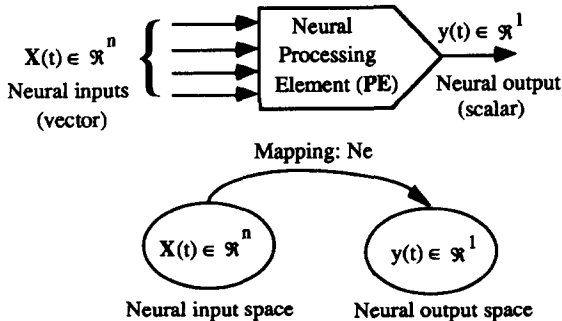 X(t) ∈ ℜ^n
Neural inputs
(vector)
Neural
Processing
Element (PE)
y(t) ∈ ℜ^1
Neural output
(scalar)
Mapping: Ne
X(t) ∈ ℜ^n
y(t) ∈ ℜ^1
Neural input space
Neural output space